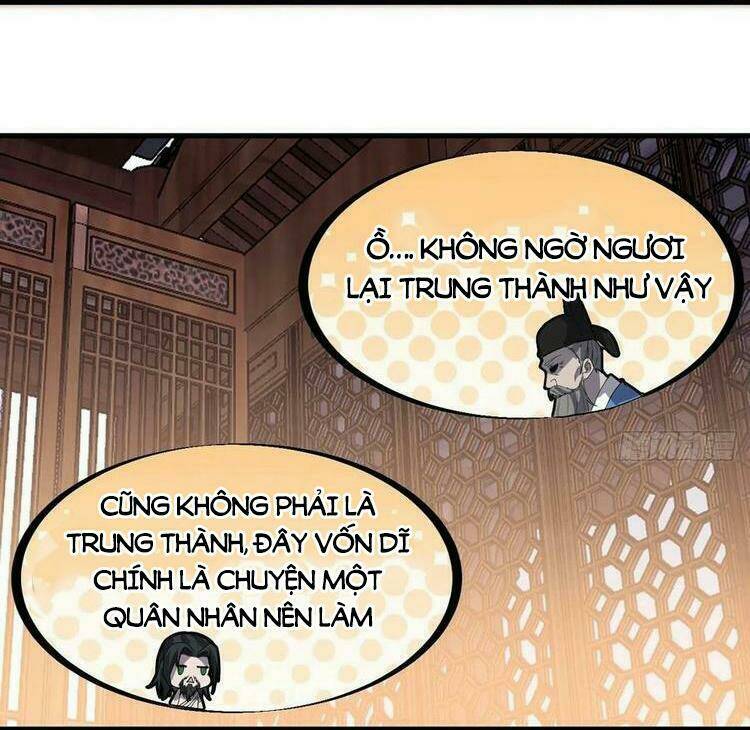 Ồ.... KHÔNG NGỜ NGƯƠI
LẠI TRUNG THÀNH NHƯ VẬY
CŨNG KHÔNG PHẢI LÀ
TRUNG THÀNH, ĐÂY VỐN DĨ
CHÍNH LÀ CHUYỆN MỘT
QUÂN NHÂN NÊN LÀM